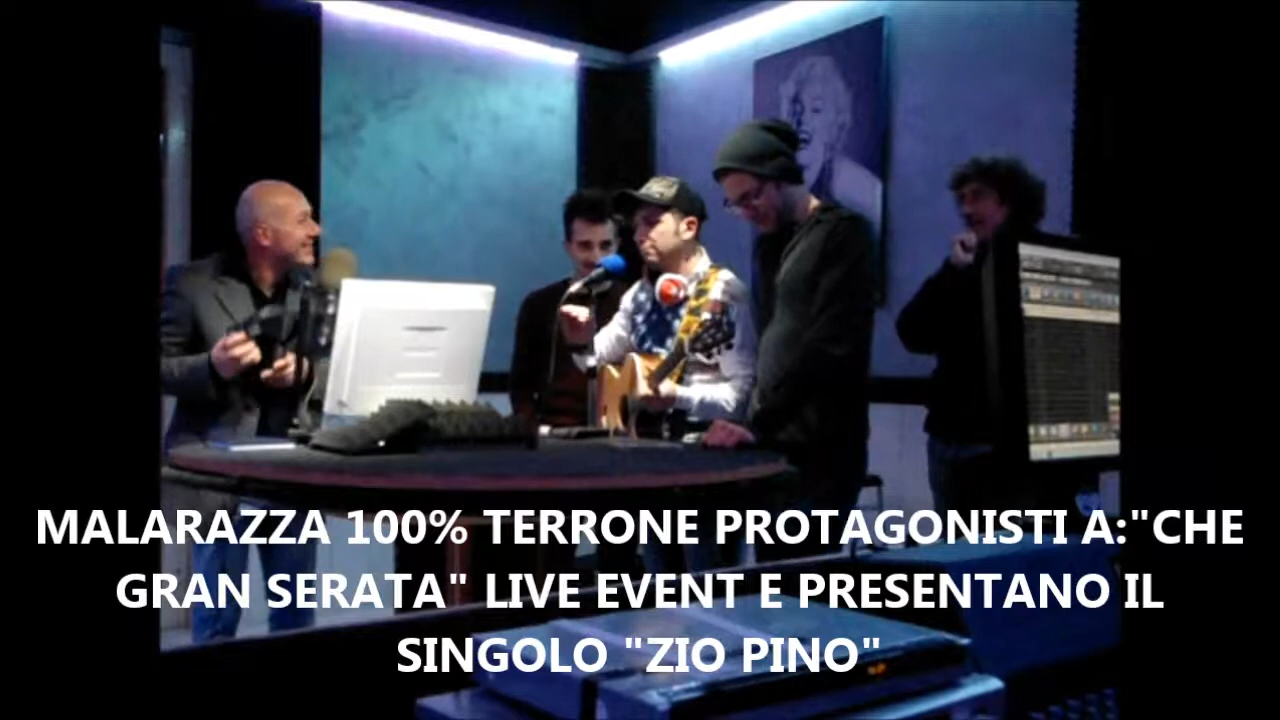 MALARAZZA 100% TERRONE PROTAGONISTI A:"CHE
GRAN SERATA" LIVE EVENT E PRESENTANO IL
SINGOLO "ZIO PINO"